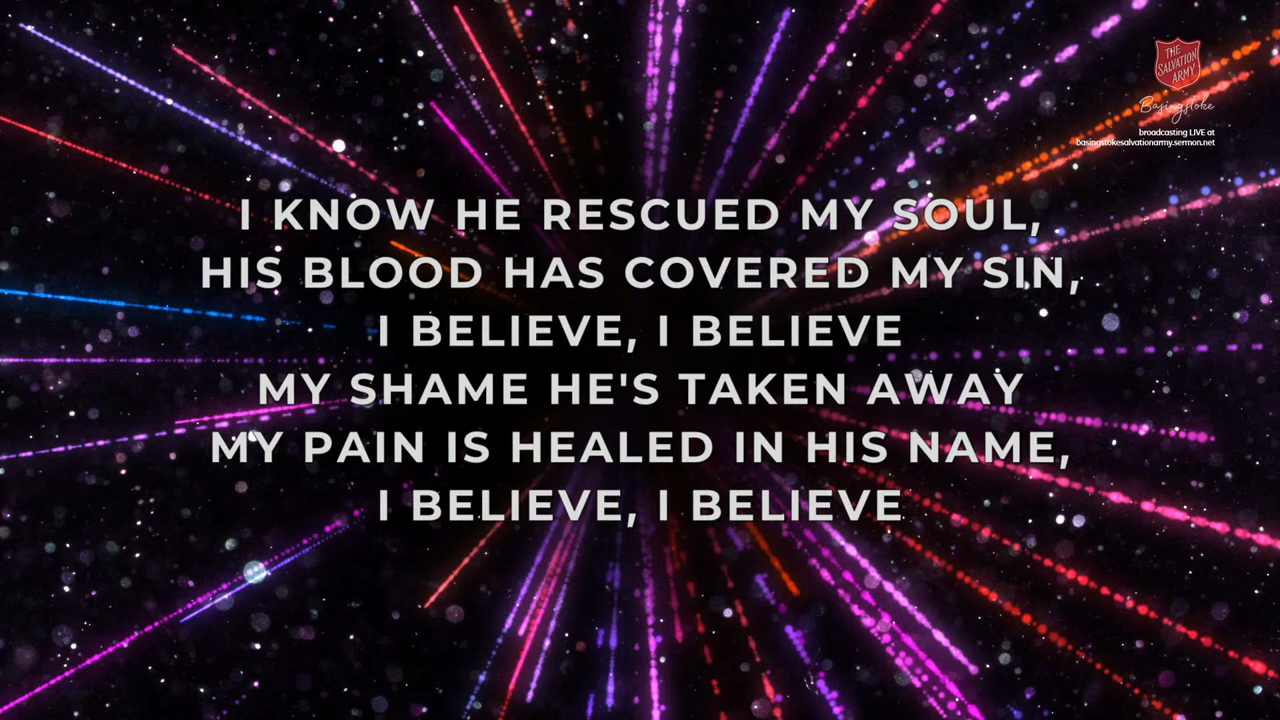 THE
SALVATION
ARMY
Basingstoke
broadcasting LIVE at
basingstokesalvationarmy.sermon.net
I KNOW HE RESCUED MY SOUL,
HIS BLOOD HAS COVERED MY SIN,
I BELIEVE, I BELIEVE
MY SHAME HE'S TAKEN AWAY
MY PAIN IS HEALED IN HIS NAME,
I BELIEVE, I BELIEVE